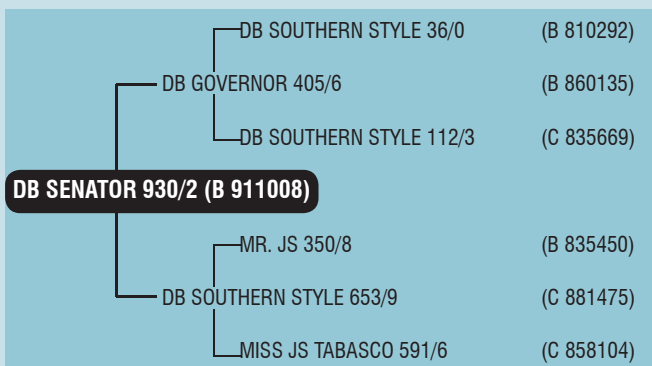 DB SOUTHERN STYLE 36/0 (B 810292)
DB GOVERNOR 405/6 (B 860135)
DB SOUTHERN STYLE 112/3 (C 835669)
DB SENATOR 930/2 (B 911008)
MR. JS 350/8 (B 835450)
DB SOUTHERN STYLE 653/9 (C 881475)
MISS JS TABASCO 591/6 (C 858104)